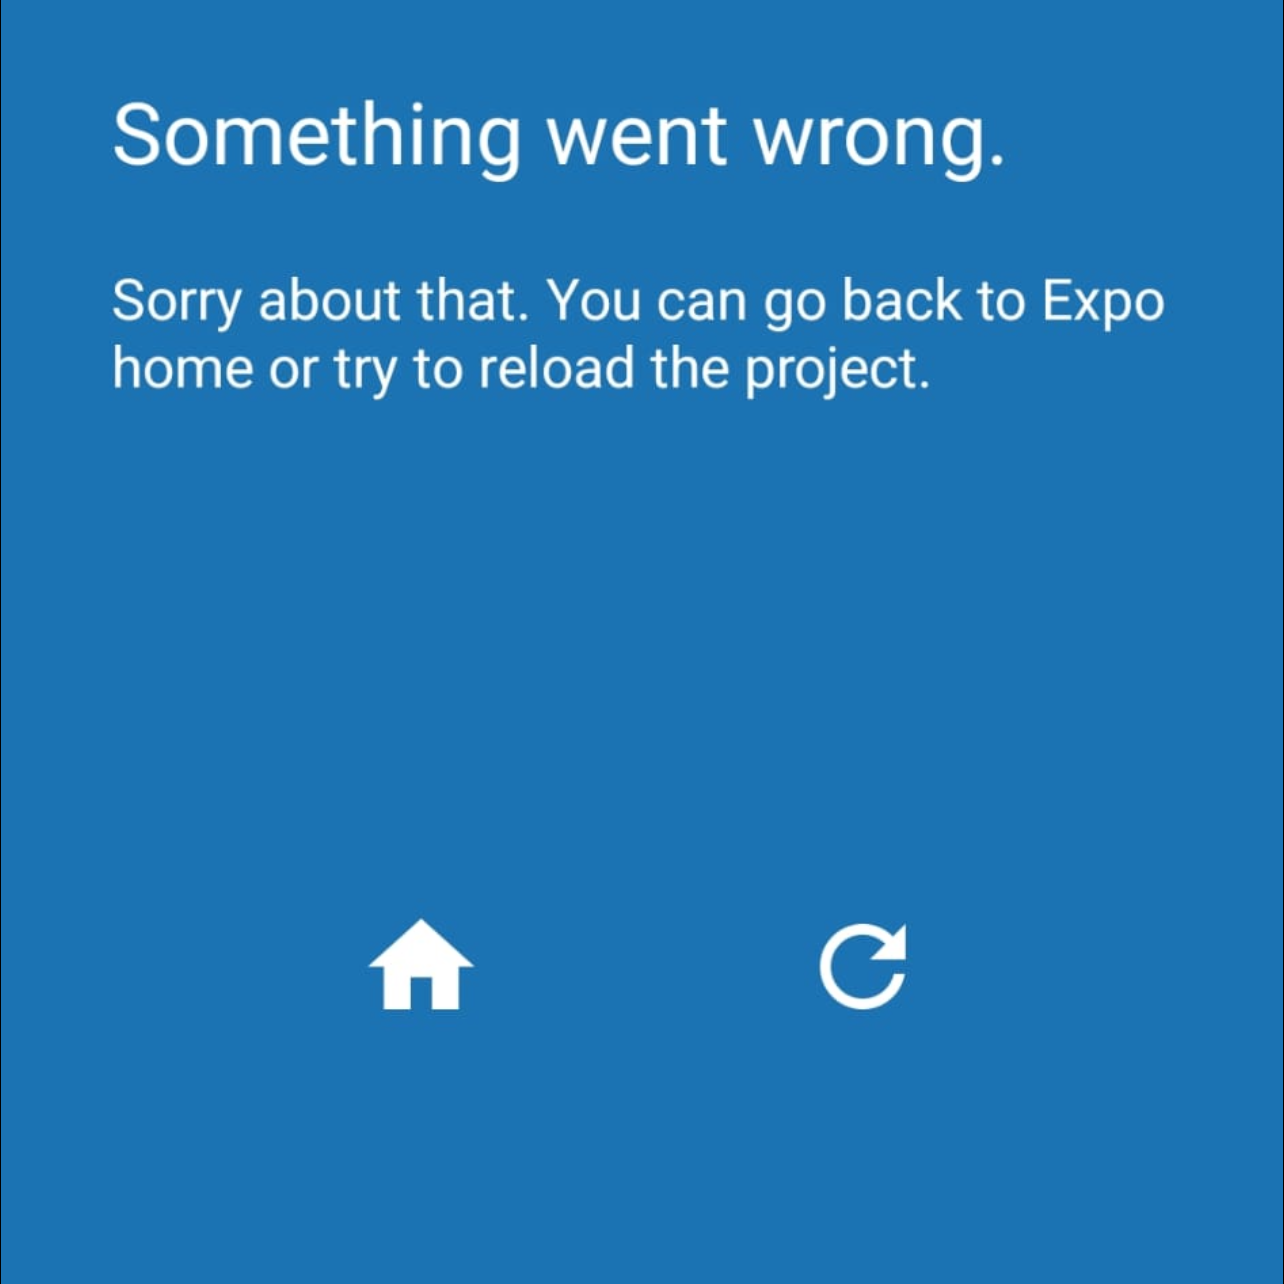 Something went wrong.
Sorry about that. You can go back to Expo
home or try to reload the project.